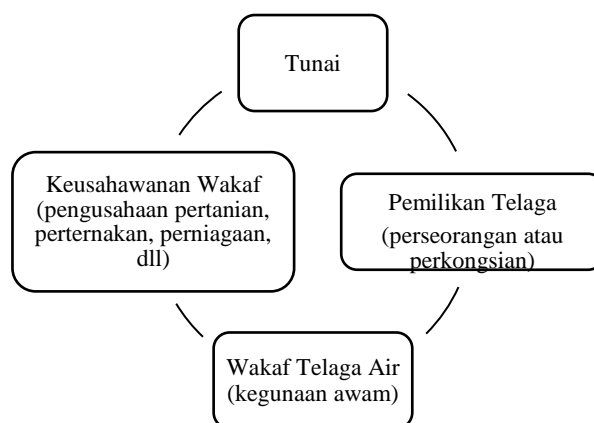 Tunai
Keusahawanan Wakaf
(pengusahaan pertanian,
perternakan, perniagaan,
dll)
Pemilikan Telaga
(perseorangan atau
perkongsian)
Wakaf Telaga Air
(kegunaan awam)